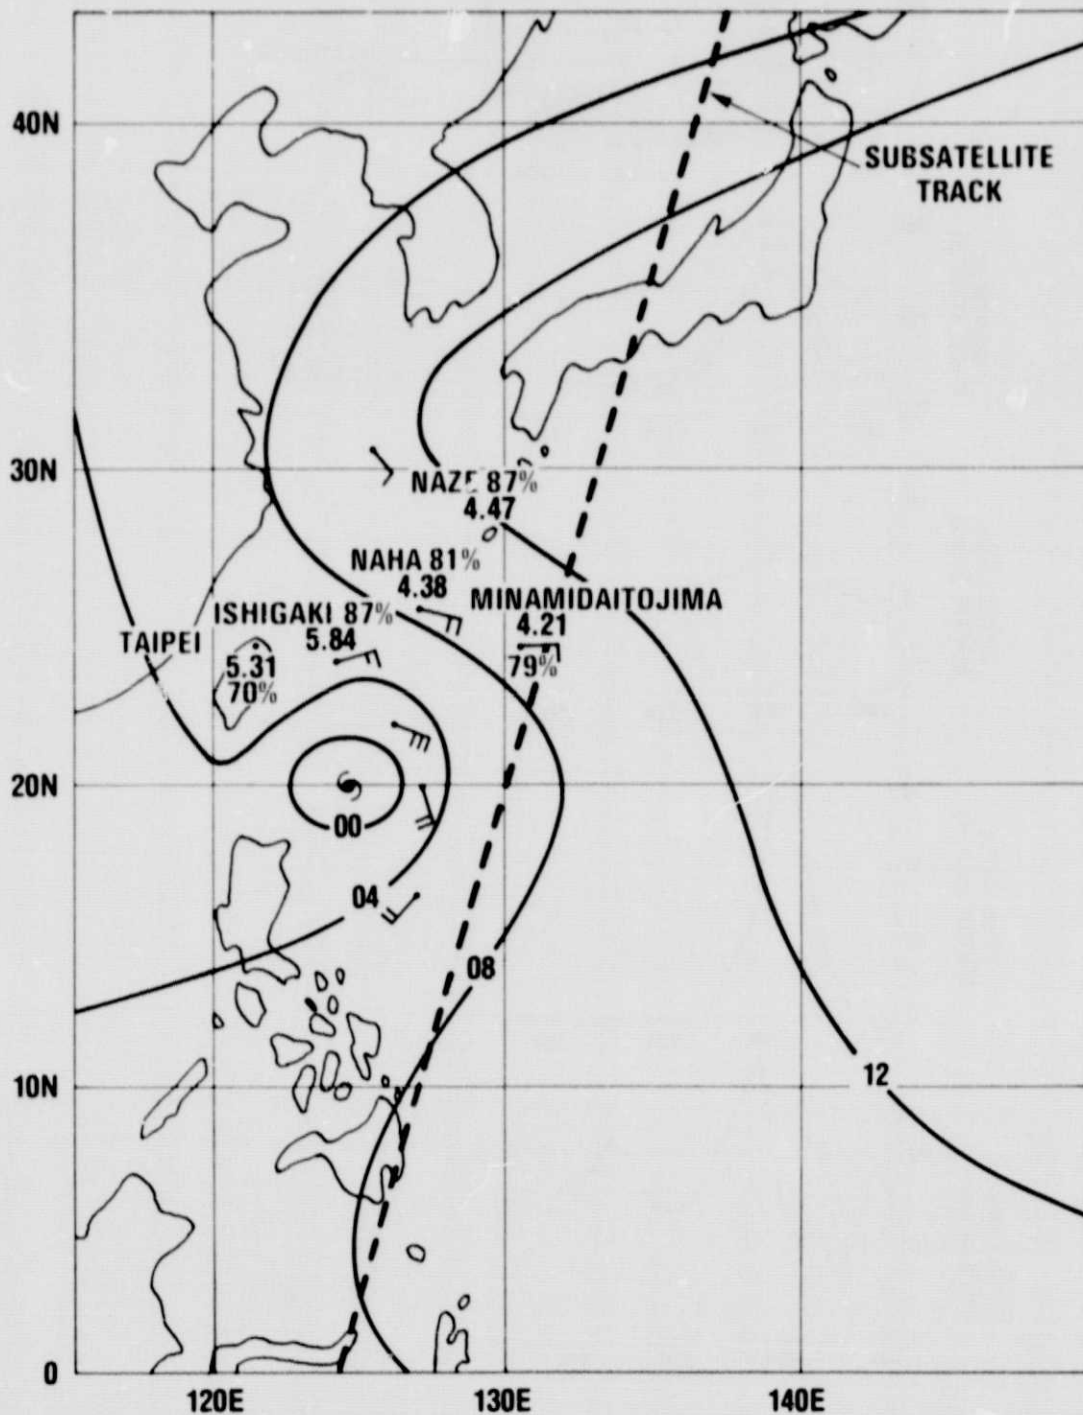 40N
SUBSATELLITE
TRACK
30N
NAZE 87%
4.47
NAHA 81%
4.38
MINAMIDAITOJIMA
4.21
79%
ISHIGAKI 87%
5.84
TAIPEI
5.31
70%
20N
00
04
08
10N
12
0
120E
130E
140E